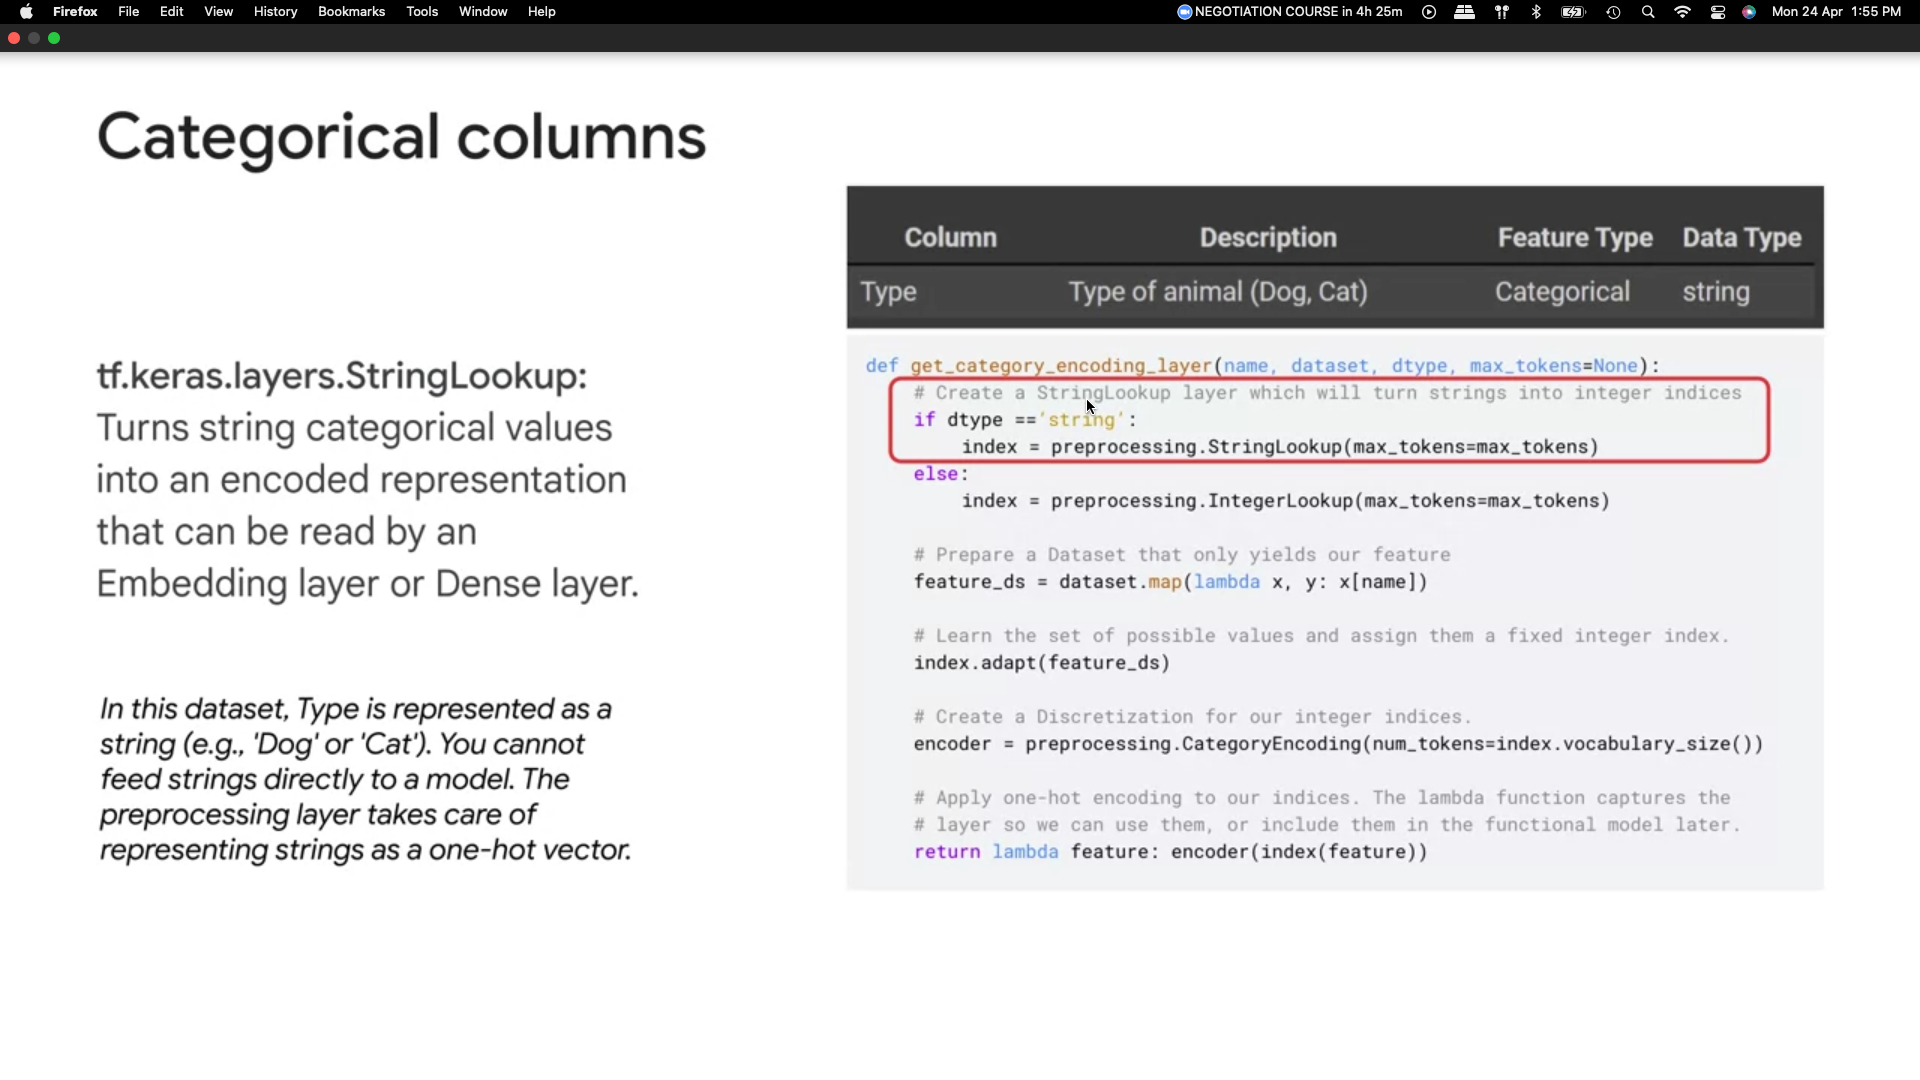 Firefox File Edit View History Bookmarks Tools Window Help NEGOTIATION COURSE in 4h 25m Mon 24 Apr 1:55 PM
Categorical columns
Column Description Feature Type Data Type
Type Type of animal (Dog, Cat) Categorical string
tf.keras.layers.StringLookup:
Turns string categorical values
into an encoded representation
that can be read by an
Embedding layer or Dense layer.
In this dataset, Type is represented as a
string (e.g., 'Dog' or 'Cat'). You cannot
feed strings directly to a model. The
preprocessing layer takes care of
representing strings as a one-hot vector.
def get_category_encoding_layer(name, dataset, dtype, max_tokens=None):
# Create a StringLookup layer which will turn strings into integer indices
if dtype =='string':
index = preprocessing.StringLookup(max_tokens=max_tokens)
else:
index = preprocessing.IntegerLookup(max_tokens=max_tokens)
# Prepare a Dataset that only yields our feature
feature_ds = dataset.map(lambda x, y: x[name])
# Learn the set of possible values and assign them a fixed integer index.
index.adapt(feature_ds)
# Create a Discretization for our integer indices.
encoder = preprocessing.CategoryEncoding(num_tokens=index.vocabulary_size())
# Apply one-hot encoding to our indices. The lambda function captures the
# layer so we can use them, or include them in the functional model later.
return lambda feature: encoder(index(feature))